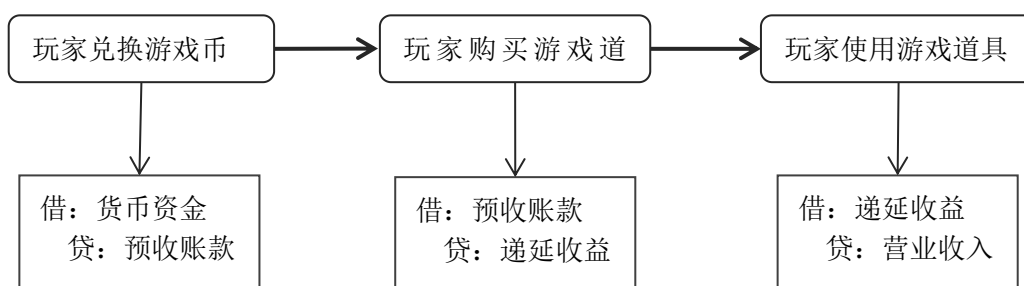 玩家兑换游戏币
玩家购买游戏道
玩家使用游戏道具
借：货币资金
贷：预收账款
借：预收账款
贷：递延收益
借：递延收益
贷：营业收入